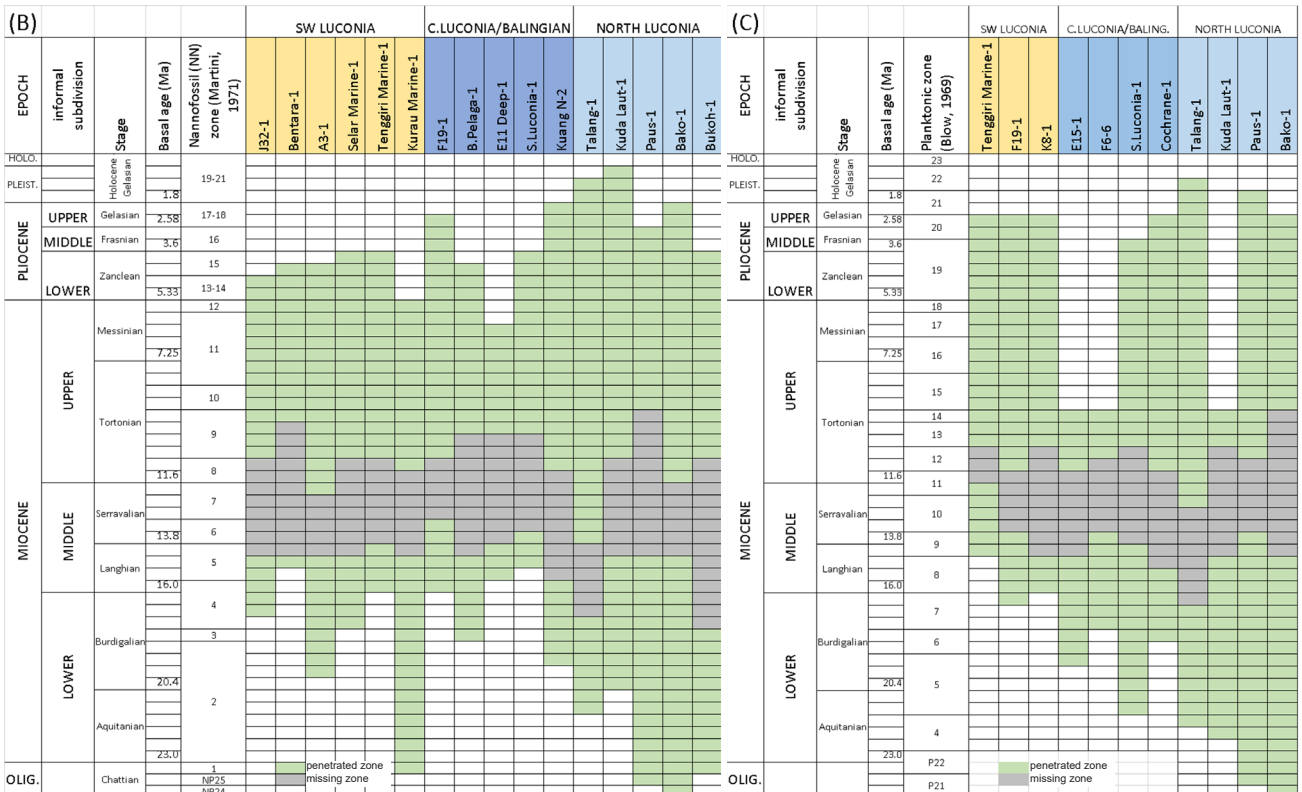 (B)
SW LUCONIA
C.LUCONIA/BALINGIAN
NORTH LUCONIA
EPOCH
informal
subdivision
Stage
Basal age (Ma)
Nannofossil (NN)
zone (Martini,
1971)
J32-1
Bentara-1
A3-1
Selar Marine-1
Tenggiri Marine-1
Kurau Marine-1
F19-1
B.Pelaga-1
E11 Deep-1
S.Luconia-1
Kuang N-2
Talang-1
Kuda Laut-1
Paus-1
Bako-1
Bukoh-1
HOLO.
PLEIST.
Holocene
Gelasian
1.8
19-21
PLIOCENE
UPPER
Gelasian
2.58
17-18
MIDDLE
Frasnian
3.6
16
LOWER
Zanclean
5.33
15
13-14
MIOCENE
UPPER
Messinian
7.25
12
11
Tortonian
11.6
10
9
8
MIDDLE
Serravalian
13.8
7
6
Langhian
16.0
5
LOWER
Burdigalian
20.4
4
3
Aquitanian
23.0
2
OLIG.
Chattian
1
NP25
NP24
penetrated zone
missing zone
(C)
SW LUCONIA
C.LUCONIA/BALING.
NORTH LUCONIA
EPOCH
informal
subdivision
Stage
Basal age (Ma)
Planktonic zone
(Blow, 1969)
Tenggiri Marine-1
F19-1
K8-1
E15-1
F6-6
S.Luconia-1
Cochrane-1
Talang-1
Kuda Laut-1
Paus-1
Bako-1
HOLO.
PLEIST.
Holocene
Gelasian
1.8
23
22
21
PLIOCENE
UPPER
Gelasian
2.58
20
MIDDLE
Frasnian
3.6
LOWER
Zanclean
5.33
19
MIOCENE
UPPER
Messinian
7.25
18
17
16
Tortonian
11.6
15
14
13
12
MIDDLE
Serravalian
13.8
11
10
Langhian
16.0
9
8
LOWER
Burdigalian
20.4
7
6
5
Aquitanian
23.0
4
OLIG.
P22
P21
penetrated zone
missing zone